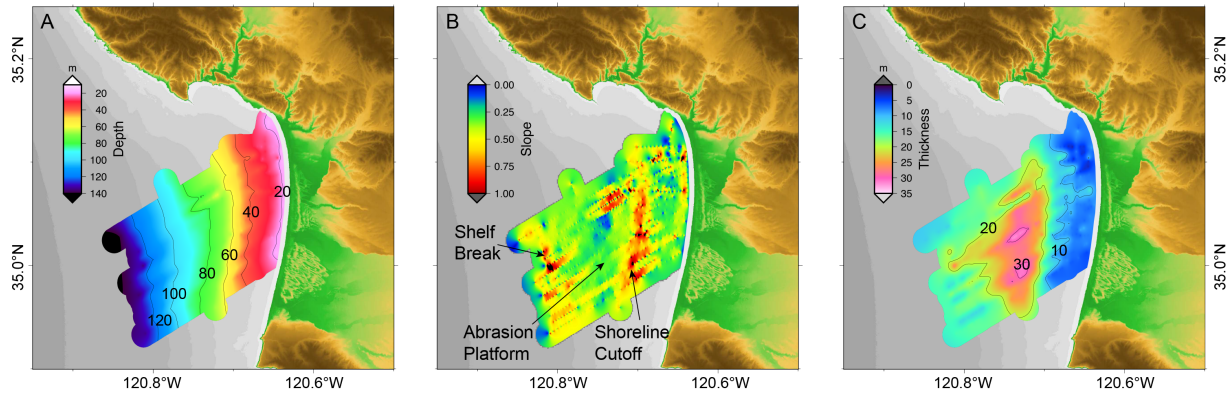 A
m
20
40
60
80
100
120
140
Depth
20
40
60
80
100
120
120.8°W
120.6°W
35.2°N
35.0°N
B
0.00
0.25
0.50
0.75
1.00
Slope
Shelf
Break
Abrasion
Platform
Shoreline
Cutoff
120.8°W
120.6°W
C
m
0
5
10
15
20
25
30
35
Thickness
20
10
30
120.8°W
120.6°W
35.2°N
35.0°N